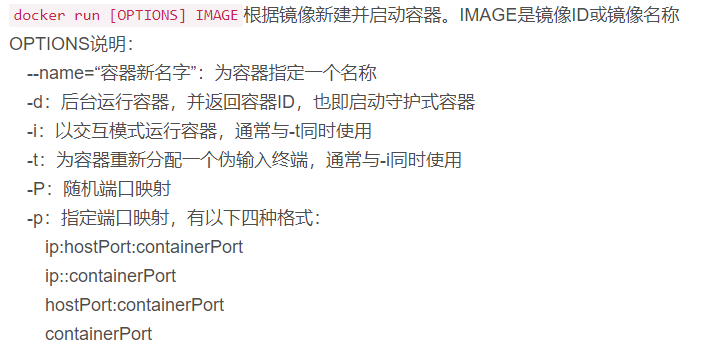 docker run [OPTIONS] IMAGE根据镜像新建并启动容器。IMAGE是镜像ID或镜像名称
OPTIONS说明：
--name=“容器新名字”：为容器指定一个名称
-d：后台运行容器，并返回容器ID，也即启动守护式容器
-i：以交互模式运行容器，通常与-t同时使用
-t：为容器重新分配一个伪输入终端，通常与-i同时使用
-P：随机端口映射
-p：指定端口映射，有以下四种格式：
ip:hostPort:containerPort
ip::containerPort
hostPort:containerPort
containerPort